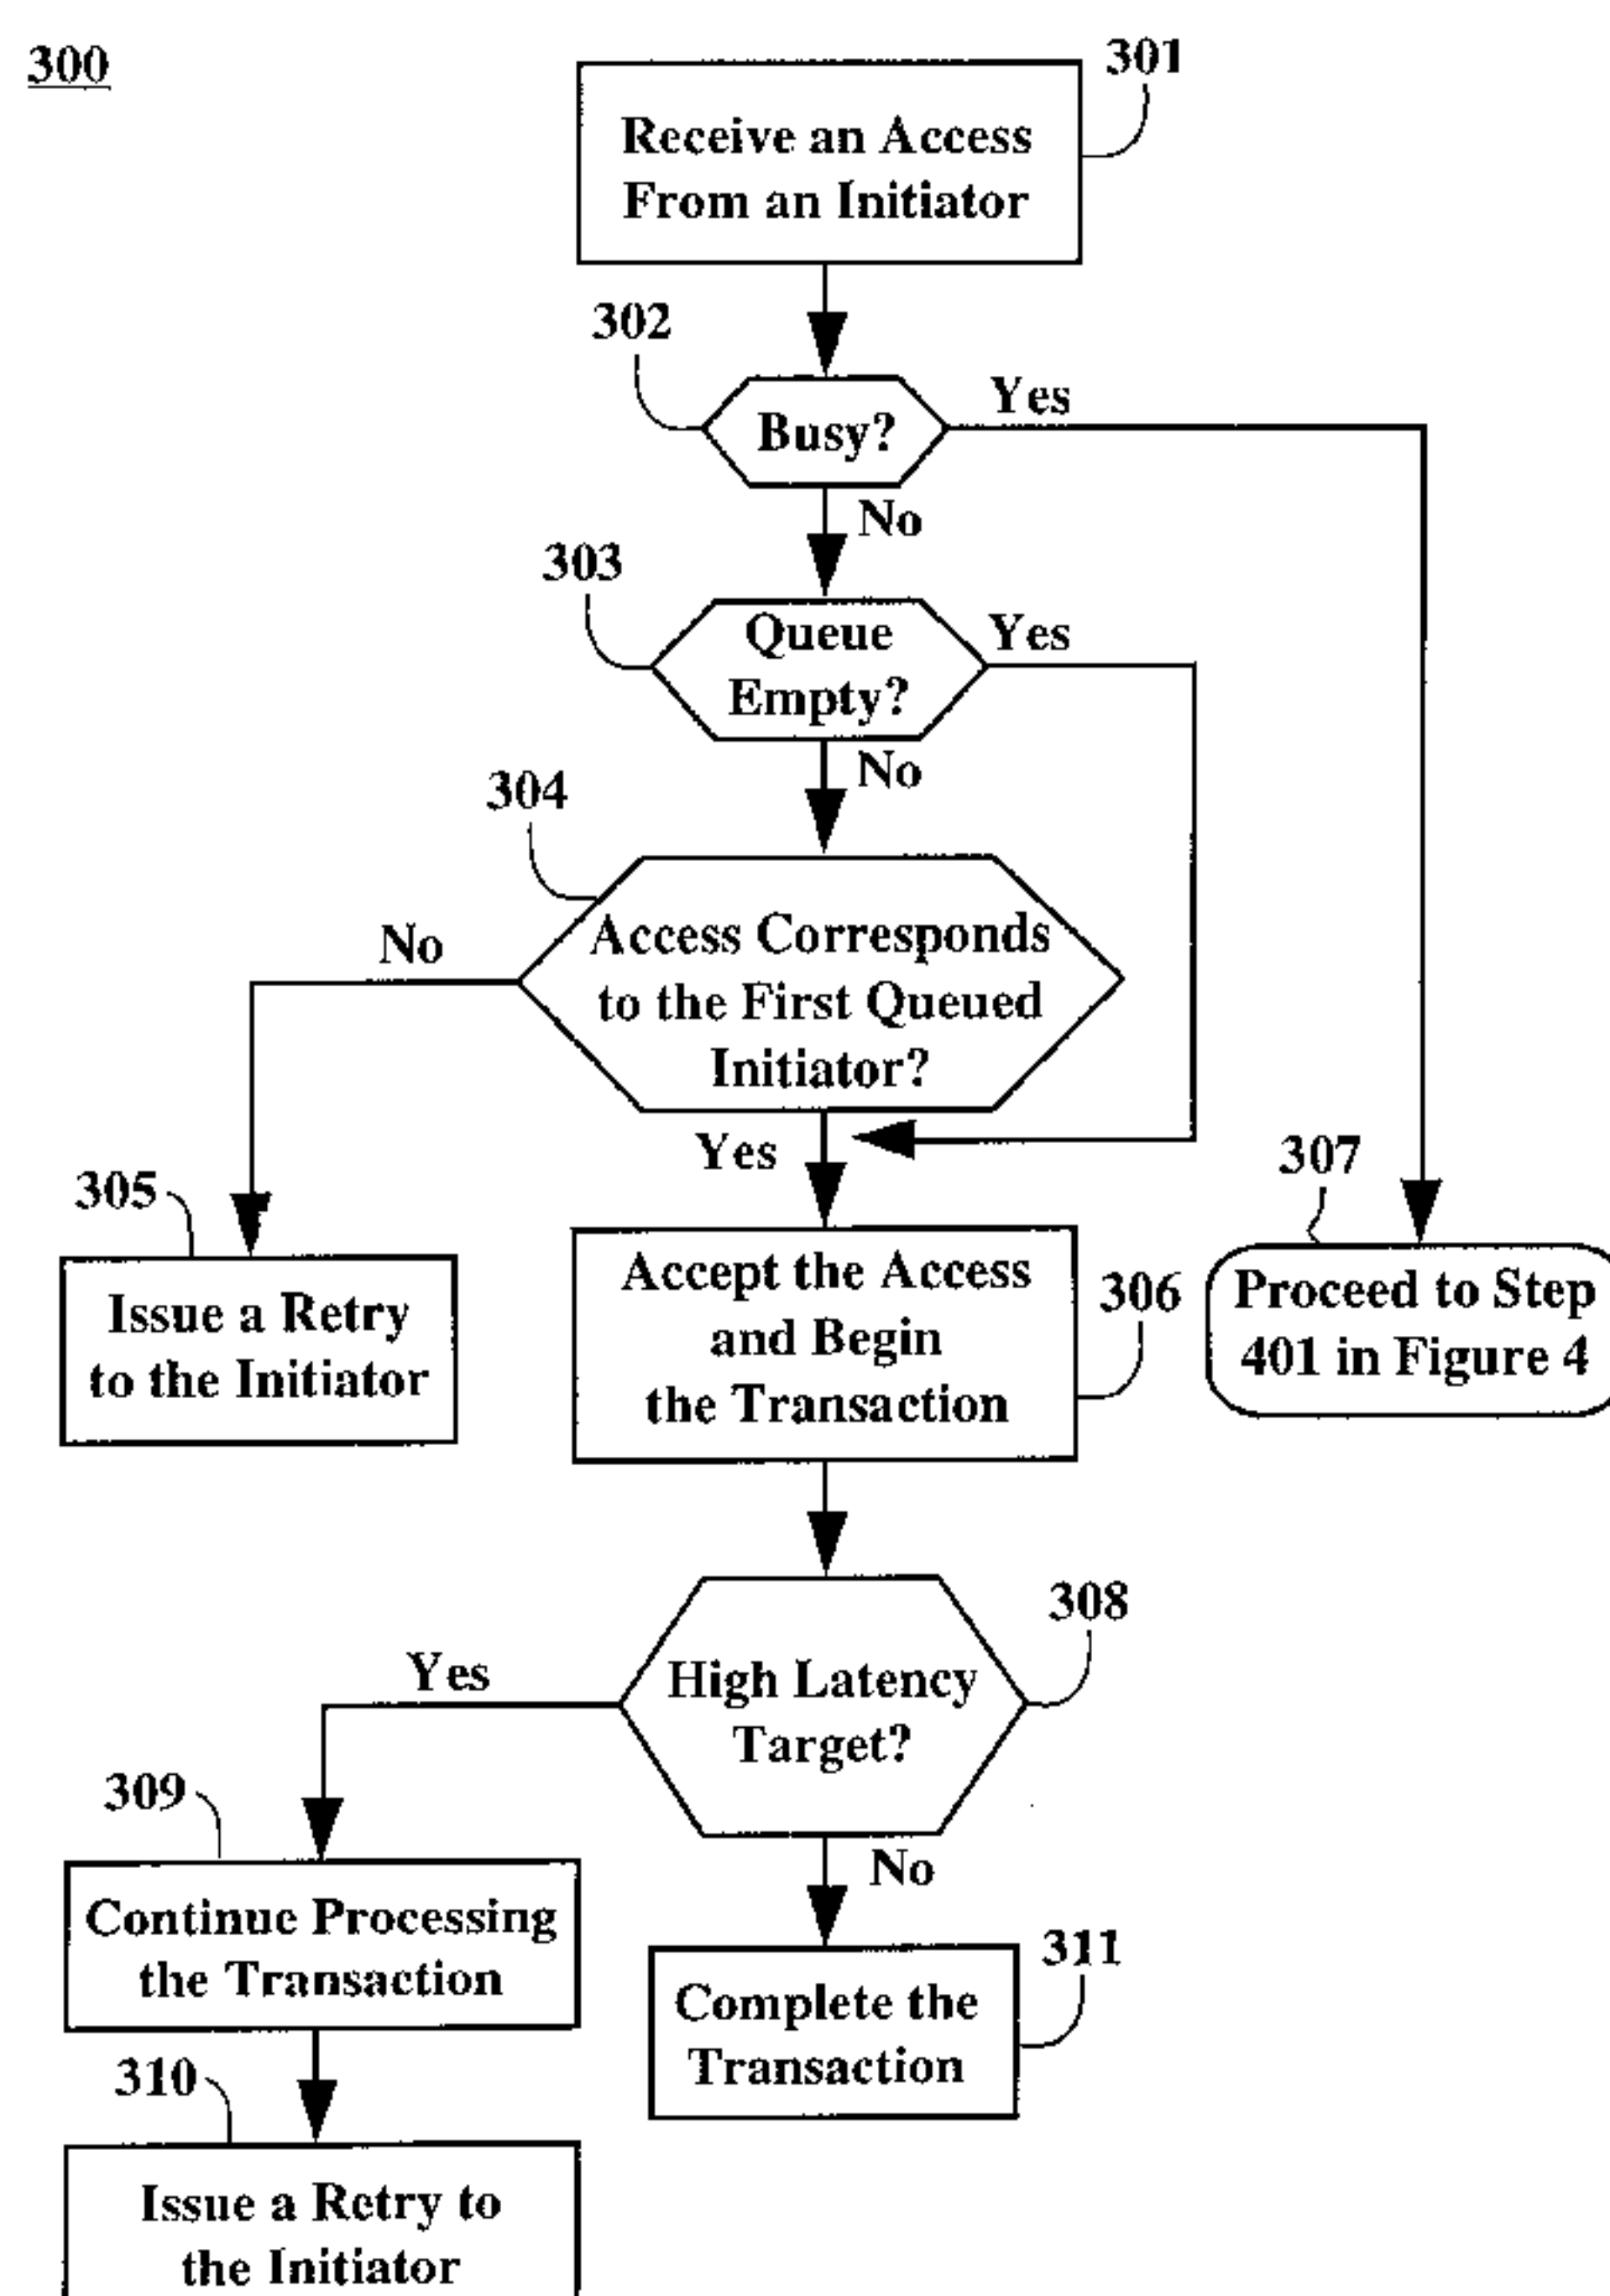 300
301
Receive an Access
From an Initiator
302
Busy?
Yes
No
303
Queue
Empty?
Yes
No
304
Access Corresponds
to the First Queued
Initiator?
No
Yes
305
Issue a Retry
to the Initiator
306
Accept the Access
and Begin
the Transaction
307
Proceed to Step
401 in Figure 4
308
High Latency
Target?
Yes
No
309
Continue Processing
the Transaction
311
Complete the
Transaction
310
Issue a Retry to
the Initiator